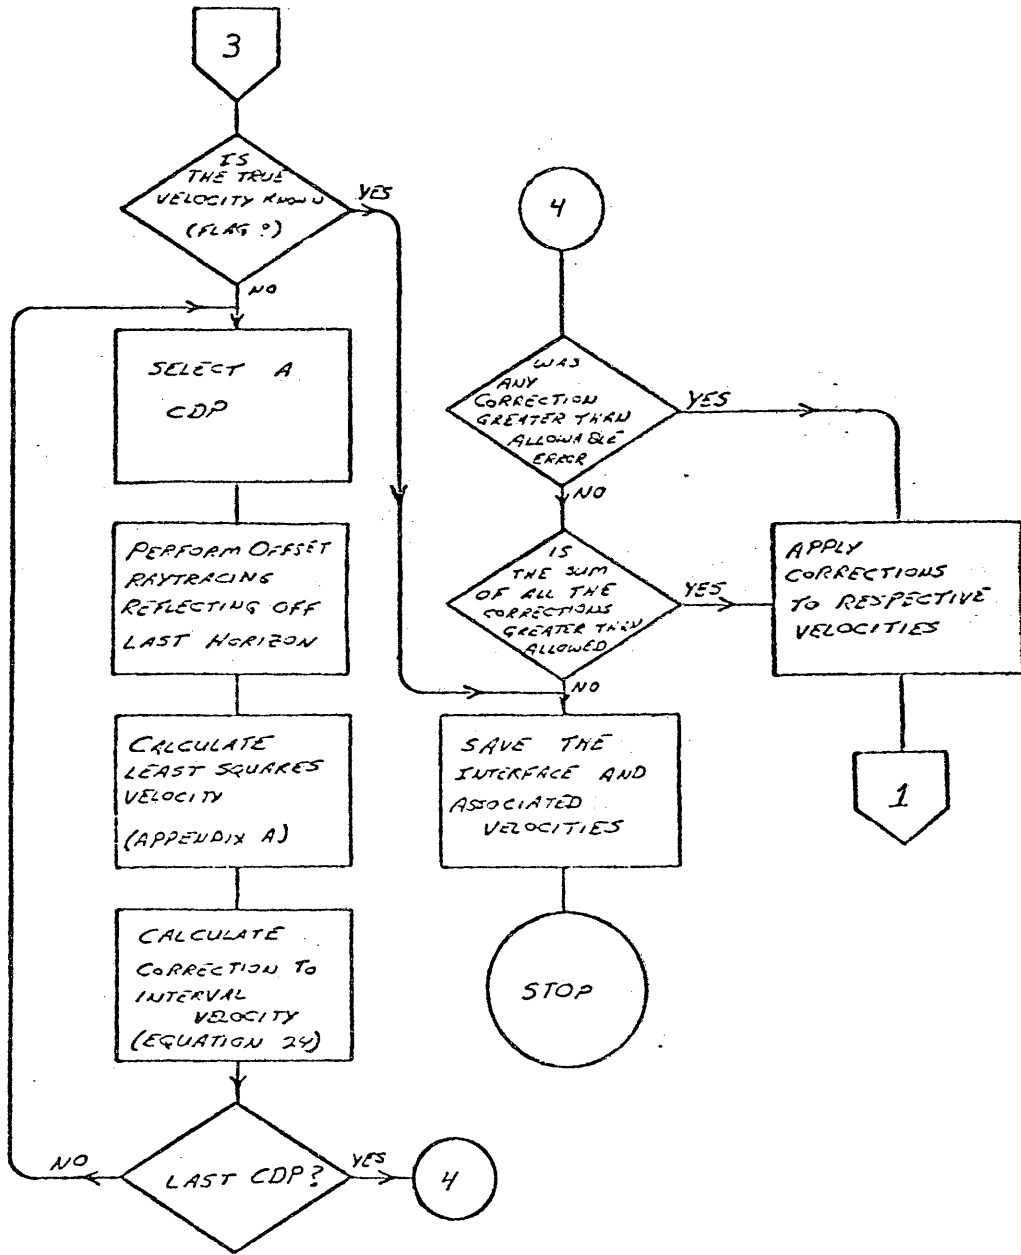 3
IS
THE TRUE
VELOCITY KNOWN
(FLAG?)
YES
NO
SELECT A
CDP
PERFORM OFFSET
RAYTRACING
REFLECTING OFF
LAST HORIZON
CALCULATE
LEAST SQUARES
VELOCITY
(APPENDIX A)
CALCULATE
CORRECTION TO
INTERVAL
VELOCITY
(EQUATION 24)
LAST CDP?
NO
YES
4
4
WAS
ANY
CORRECTION
GREATER THAN
ALLOWABLE
ERROR
YES
NO
IS
THE SUM
OF ALL THE
CORRECTIONS
GREATER THEN
ALLOWED
YES
NO
APPLY
CORRECTIONS
TO RESPECTIVE
VELOCITIES
1
SAVE THE
INTERFACE AND
ASSOCIATED
VELOCITIES
STOP